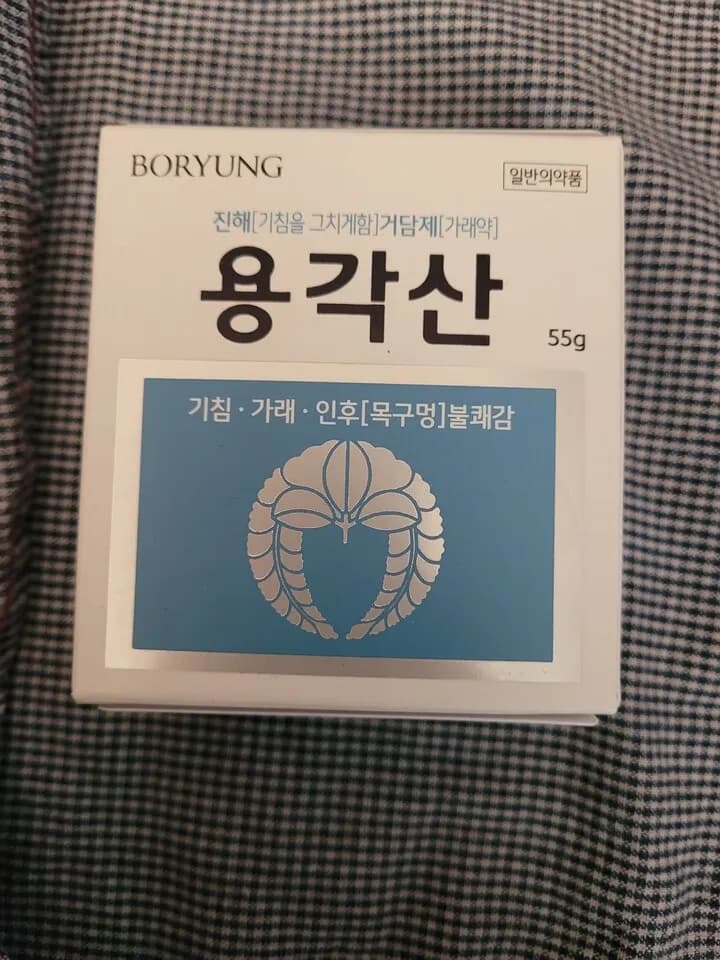 BORYUNG
일반의약품
진해[기침을 그치게함]거담제[가래약]
용각산
55g
기침·가래·인후[목구멍]불쾌감